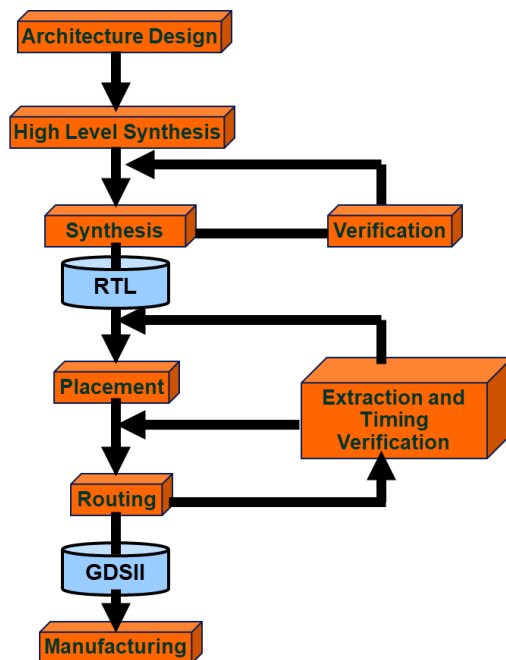 Architecture Design
High Level Synthesis
Synthesis
Verification
RTL
Placement
Extraction and
Timing
Verification
Routing
GDSII
Manufacturing